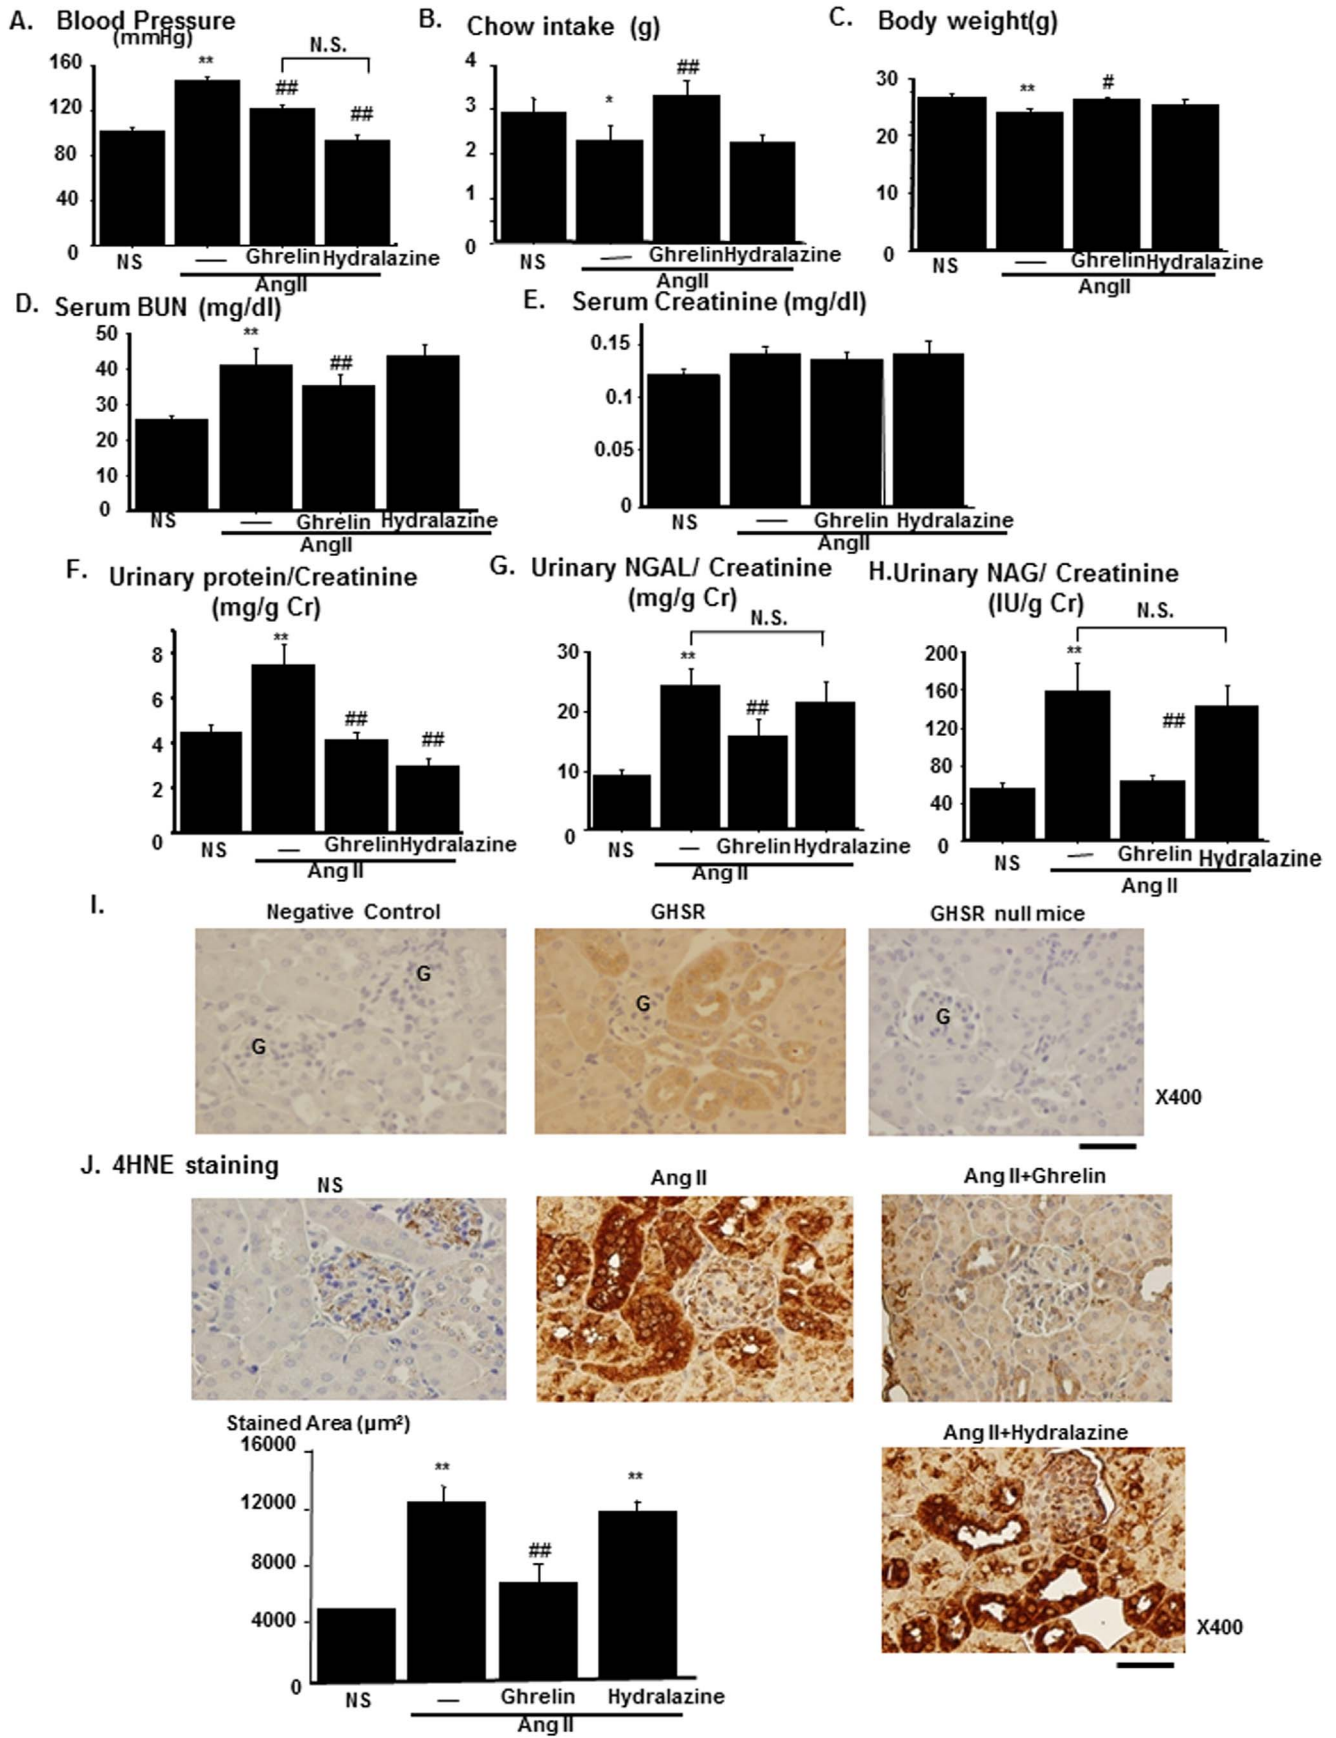 A. Blood Pressure
(mmHg)
160
120
80
40
0
**
##
N.S.
##
NS
—
Ghrelin
Hydralazine
AngII
B. Chow intake (g)
4
3
2
1
0
*
##
NS
—
Ghrelin
Hydralazine
AngII
C. Body weight(g)
30
20
10
0
**
#
NS
—
Ghrelin
Hydralazine
AngII
D. Serum BUN (mg/dl)
50
40
30
20
10
0
**
##
NS
—
Ghrelin
Hydralazine
AngII
E. Serum Creatinine (mg/dl)
0.15
0.1
0.05
0
NS
—
Ghrelin
Hydralazine
AngII
F. Urinary protein/Creatinine
(mg/g Cr)
8
6
4
2
0
**
##
##
NS
—
Ghrelin
Hydralazine
Ang II
G. Urinary NGAL/ Creatinine
(mg/g Cr)
N.S.
30
20
10
0
**
##
NS
—
Ghrelin
Hydralazine
Ang II
H.Urinary NAG/ Creatinine
(IU/g Cr)
N.S.
200
160
120
80
40
0
**
##
NS
—
Ghrelin
Hydralazine
Ang II
I.
Negative Control
GHSR
GHSR null mice
G
G
G
G
X400
J. 4HNE staining
NS
Ang II
Ang II+Ghrelin
Stained Area (µm²)
16000
12000
8000
4000
0
**
##
**
NS
—
Ghrelin
Hydralazine
Ang II
Ang II+Hydralazine
X400